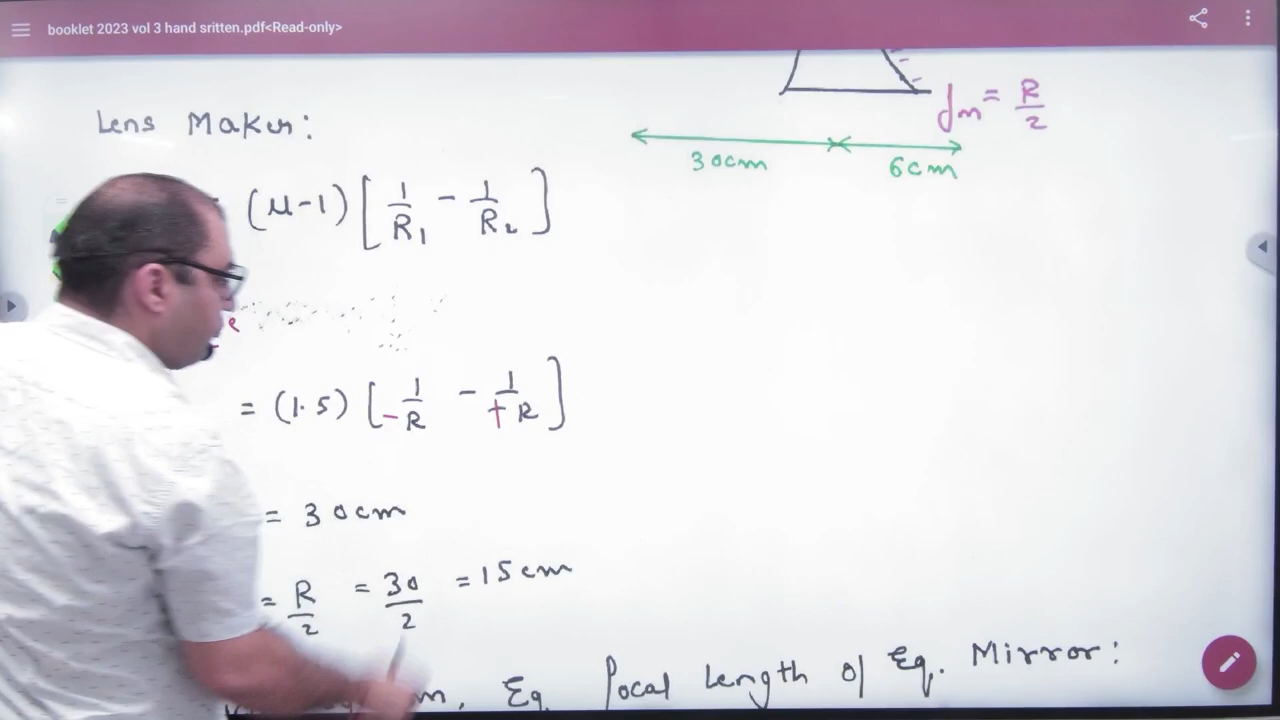 booklet 2023 vol 3 hand sritten.pdf<Read-only>
fm = R/2
Lens Maker:
30cm 6cm
(μ-1) [ 1/R1 - 1/R2 ]
= (1.5) [ 1/-R - 1/+R ]
= 30cm
= R/2 = 30/2 = 15cm
Eq. focal Length of Eq. Mirror: